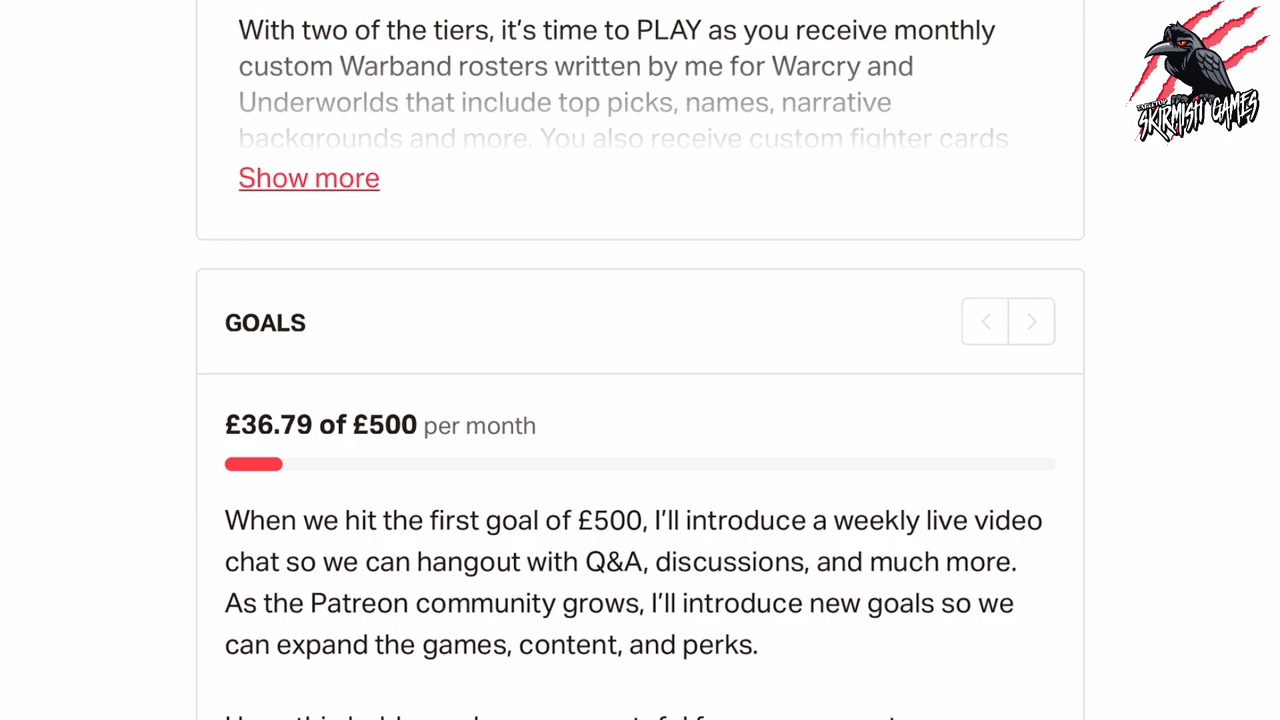 With two of the tiers, it's time to PLAY as you receive monthly
custom Warband rosters written by me for Warcry and
Underworlds that include top picks, names, narrative
backgrounds and more. You also receive custom fighter cards
Show more
SKIRMISH GAMES
GOALS
£36.79 of £500 per month
When we hit the first goal of £500, I'll introduce a weekly live video
chat so we can hangout with Q&A, discussions, and much more.
As the Patreon community grows, I'll introduce new goals so we
can expand the games, content, and perks.